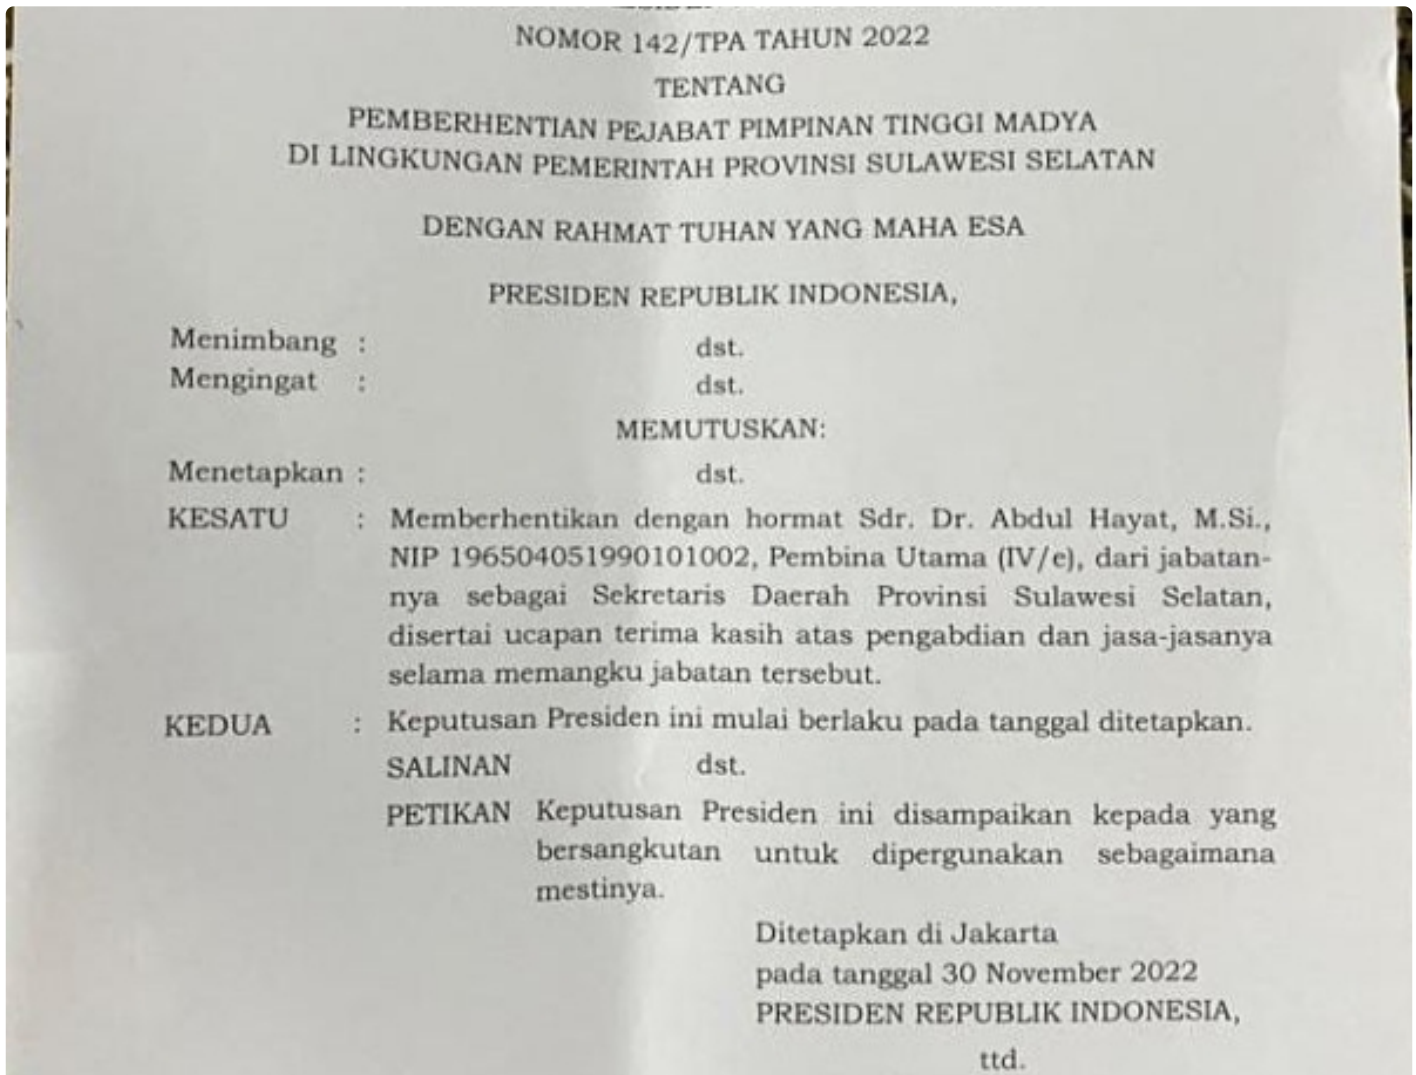 NOMOR 142/TPA TAHUN 2022
TENTANG
PEMBERHENTIAN PEJABAT PIMPINAN TINGGI MADYA
DI LINGKUNGAN PEMERINTAH PROVINSI SULAWESI SELATAN
DENGAN RAHMAT TUHAN YANG MAHA ESA
PRESIDEN REPUBLIK INDONESIA,
Menimbang : dst.
Mengingat : dst.
MEMUTUSKAN:
Menetapkan : dst.
KESATU : Memberhentikan dengan hormat Sdr. Dr. Abdul Hayat, M.Si.,
NIP 196504051990101002, Pembina Utama (IV/e), dari jabatan-
nya sebagai Sekretaris Daerah Provinsi Sulawesi Selatan,
disertai ucapan terima kasih atas pengabdian dan jasa-jasanya
selama memangku jabatan tersebut.
KEDUA : Keputusan Presiden ini mulai berlaku pada tanggal ditetapkan.
SALINAN dst.
PETIKAN Keputusan Presiden ini disampaikan kepada yang
bersangkutan untuk dipergunakan sebagaimana
mestinya.
Ditetapkan di Jakarta
pada tanggal 30 November 2022
PRESIDEN REPUBLIK INDONESIA,
ttd.